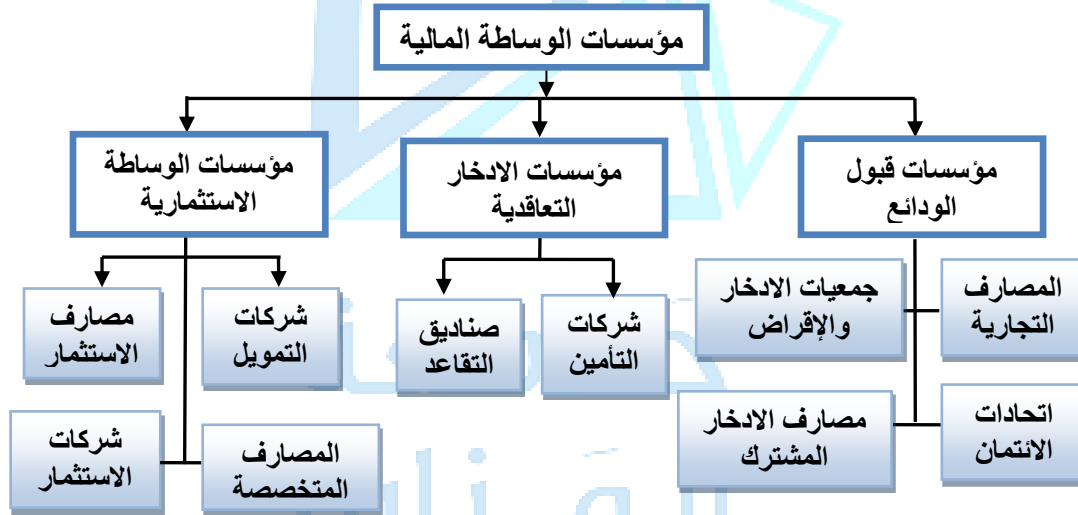 مؤسسات الوساطة المالية
مؤسسات قبول
الودائع
مؤسسات الادخار
التعاقدية
مؤسسات الوساطة
الاستثمارية
المصارف
التجارية
جمعيات الادخار
والإقراض
اتحادات
الائتمان
مصارف الادخار
المشترك
شركات
التأمين
صناديق
التقاعد
شركات
التمويل
مصارف
الاستثمار
المصارف
المتخصصة
شركات
الاستثمار